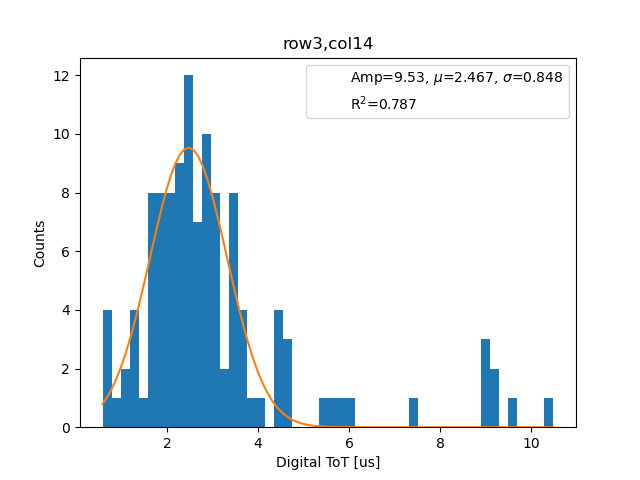 row3,col14
Amp=9.53, μ=2.467, σ=0.848
R²=0.787
Counts
12
10
8
6
4
2
0
2 4 6 8 10
Digital ToT [us]